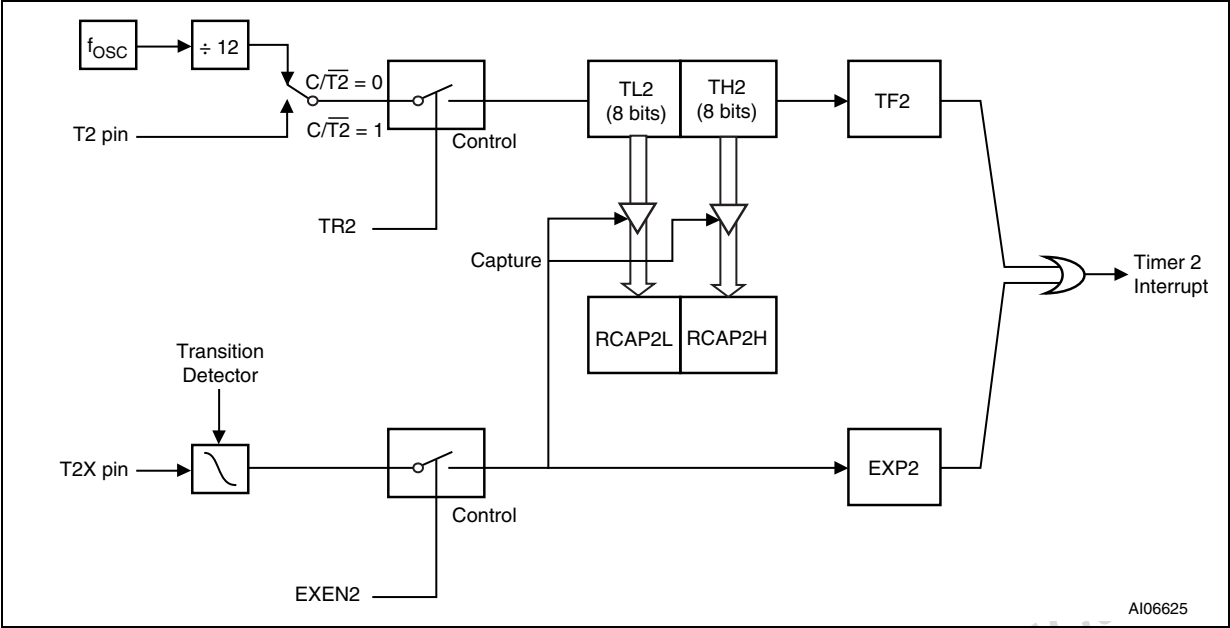 fOSC
÷ 12
C/T2 = 0
T2 pin
C/T2 = 1
Control
TR2
TL2
(8 bits)
TH2
(8 bits)
TF2
Capture
RCAP2L
RCAP2H
Timer 2
Interrupt
Transition
Detector
T2X pin
Control
EXEN2
EXP2
AI06625